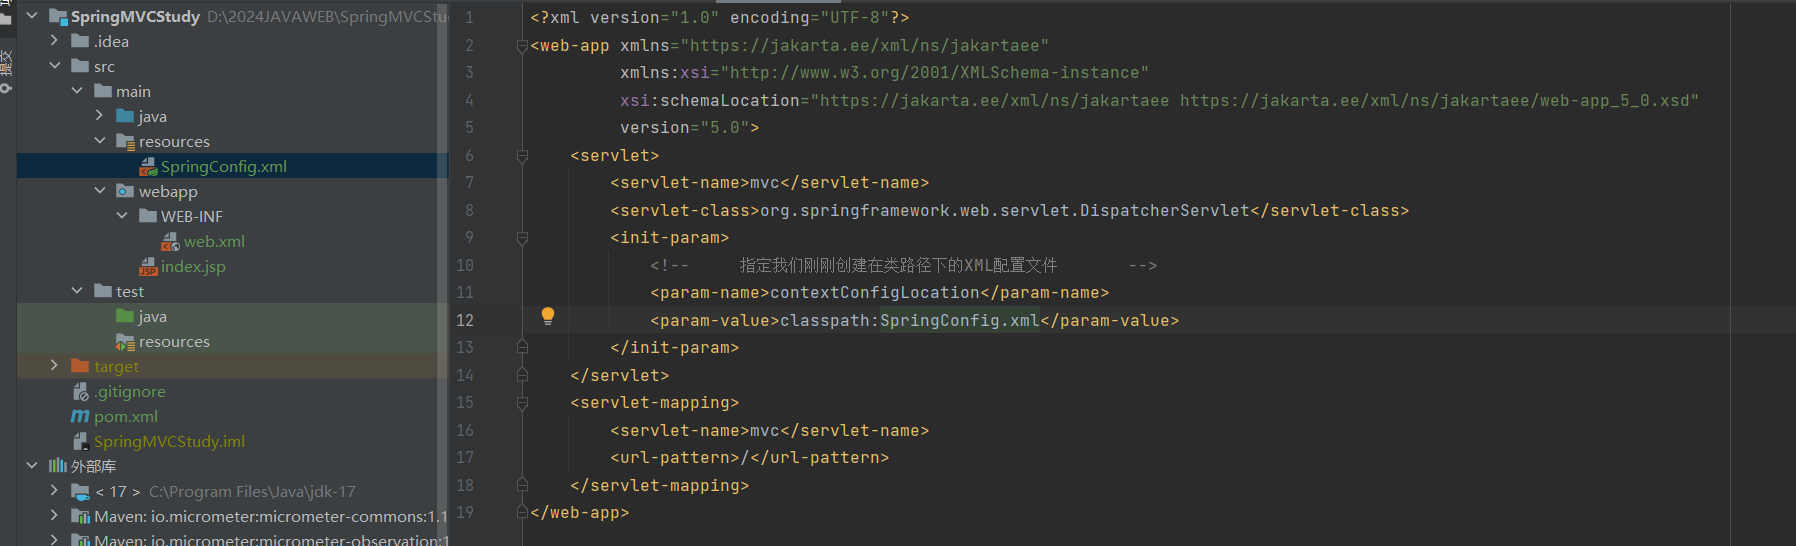 SpringMVCStudy D:\2024JAVAWEB\SpringMVCStu
.idea
src
main
java
resources
SpringConfig.xml
webapp
WEB-INF
web.xml
index.jsp
test
java
resources
target
.gitignore
pom.xml
SpringMVCStudy.iml
外部库
< 17 > C:\Program Files\Java\jdk-17
Maven: io.micrometer:micrometer-commons:1.1
Maven: io.micrometer:micrometer-observation:1
提交
1 <?xml version="1.0" encoding="UTF-8"?>
2 <web-app xmlns="https://jakarta.ee/xml/ns/jakartaee"
3 xmlns:xsi="http://www.w3.org/2001/XMLSchema-instance"
4 xsi:schemaLocation="https://jakarta.ee/xml/ns/jakartaee https://jakarta.ee/xml/ns/jakartaee/web-app_5_0.xsd"
5 version="5.0">
6 <servlet>
7 <servlet-name>mvc</servlet-name>
8 <servlet-class>org.springframework.web.servlet.DispatcherServlet</servlet-class>
9 <init-param>
10 <!-- 指定我们刚刚创建在类路径下的XML配置文件 -->
11 <param-name>contextConfigLocation</param-name>
12 <param-value>classpath:SpringConfig.xml</param-value>
13 </init-param>
14 </servlet>
15 <servlet-mapping>
16 <servlet-name>mvc</servlet-name>
17 <url-pattern>/</url-pattern>
18 </servlet-mapping>
19 </web-app>